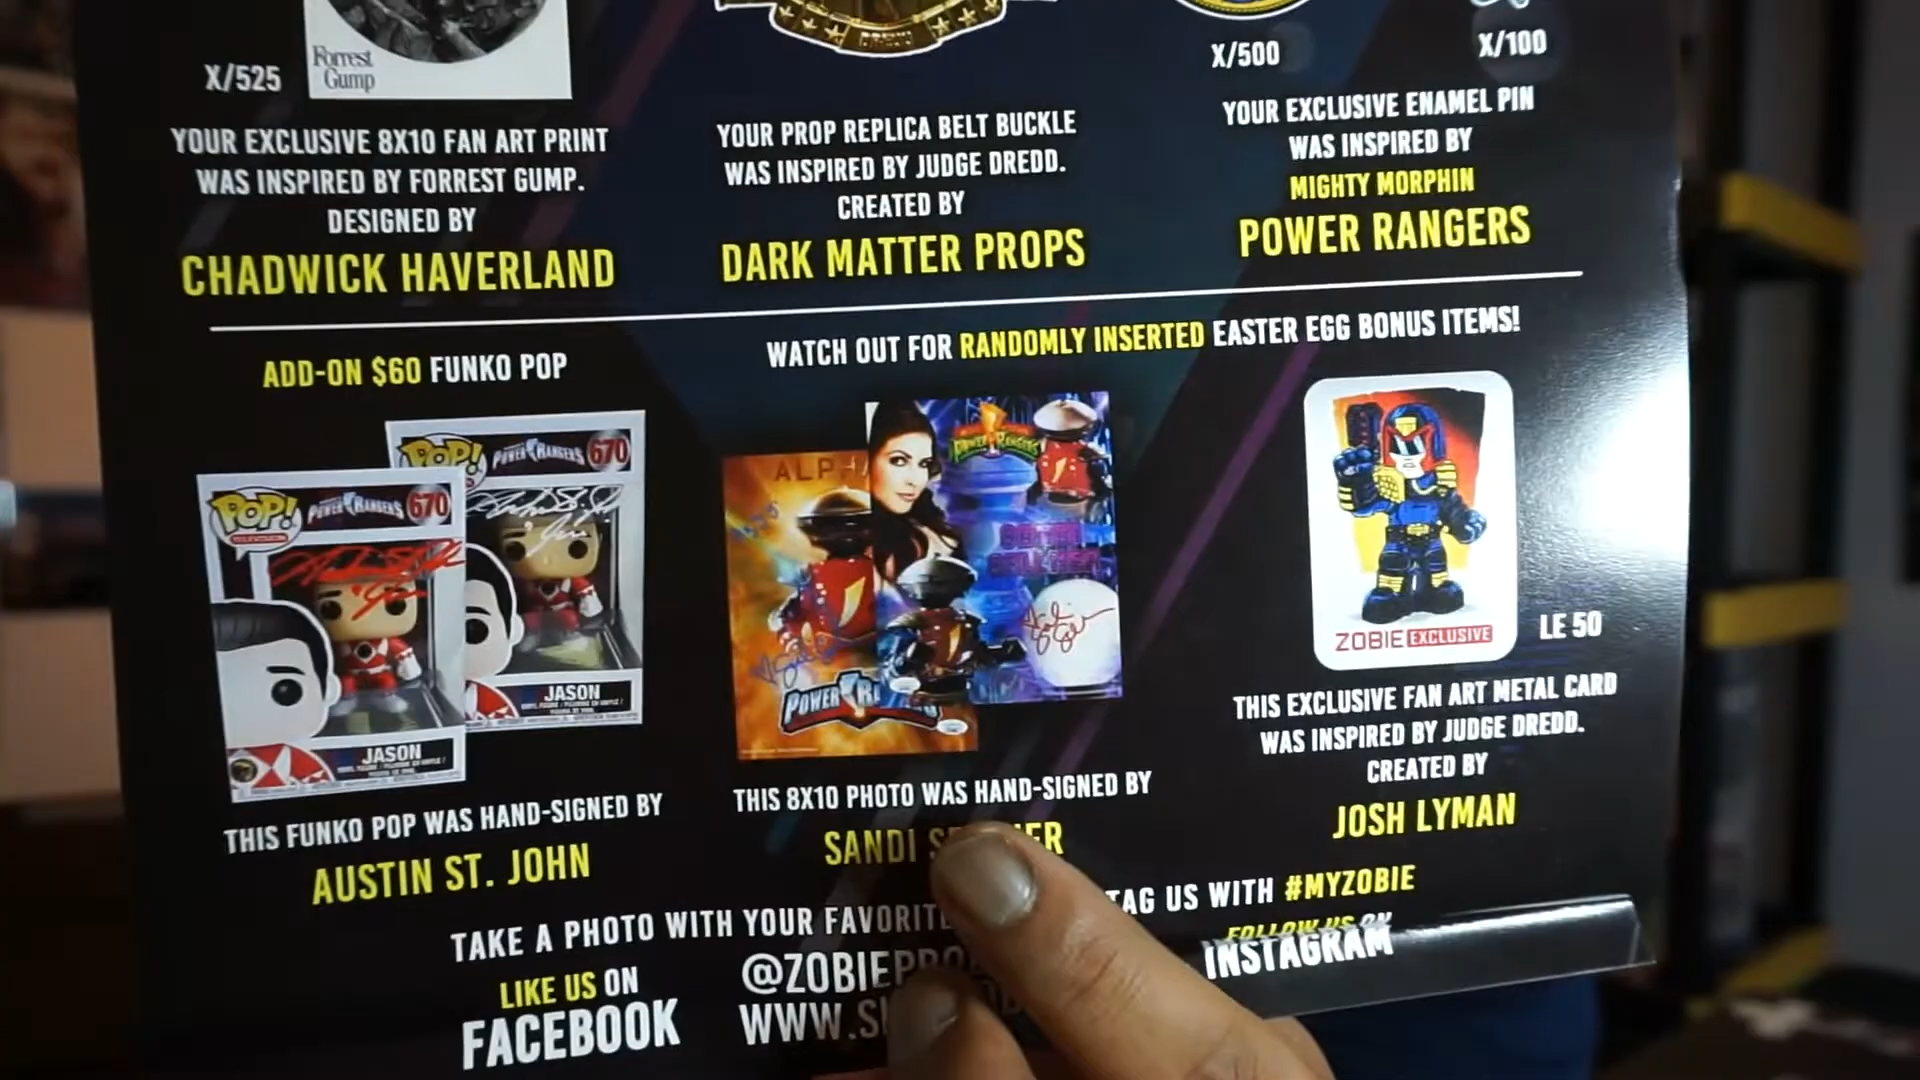 Forrest
Gump
X/525
YOUR EXCLUSIVE 8X10 FAN ART PRINT
WAS INSPIRED BY FORREST GUMP.
DESIGNED BY
CHADWICK HAVERLAND
YOUR PROP REPLICA BELT BUCKLE
WAS INSPIRED BY JUDGE DREDD.
CREATED BY
DARK MATTER PROPS
X/500
X/100
YOUR EXCLUSIVE ENAMEL PIN
WAS INSPIRED BY
MIGHTY MORPHIN
POWER RANGERS
ADD-ON $60 FUNKO POP
POP! POWER RANGERS 670
POP! POWER RANGERS 670
JASON
JASON
THIS FUNKO POP WAS HAND-SIGNED BY
AUSTIN ST. JOHN
WATCH OUT FOR RANDOMLY INSERTED EASTER EGG BONUS ITEMS!
POWER RANGERS
POWER
THIS 8X10 PHOTO WAS HAND-SIGNED BY
SANDI
ZOBIE EXCLUSIVE
LE 50
THIS EXCLUSIVE FAN ART METAL CARD
WAS INSPIRED BY JUDGE DREDD.
CREATED BY
JOSH LYMAN
TAKE A PHOTO WITH YOUR FAVORITE TAG US WITH #MYZOBIE
LIKE US ON
FACEBOOK
FOLLOW US ON
INSTAGRAM